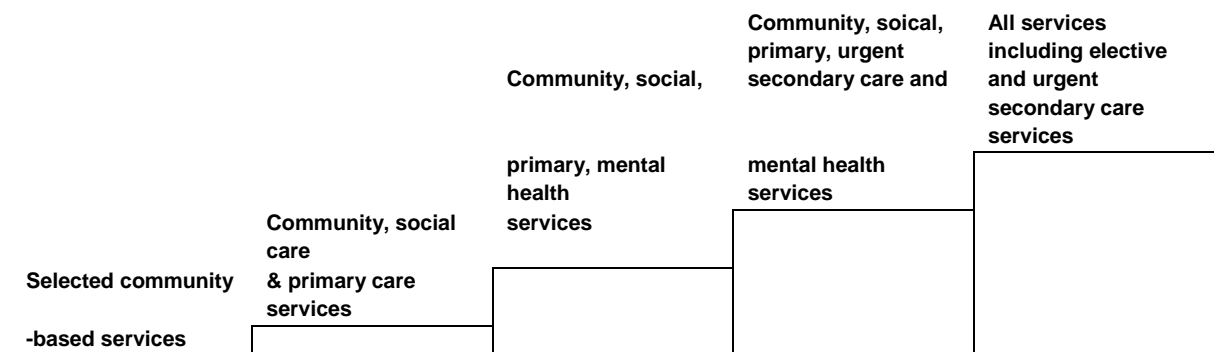 Selected community
-based services
Community, social
care
& primary care
services
Community, social,
primary, mental
health
services
Community, soical,
primary, urgent
secondary care and
mental health
services
All services
including elective
and urgent
secondary care
services